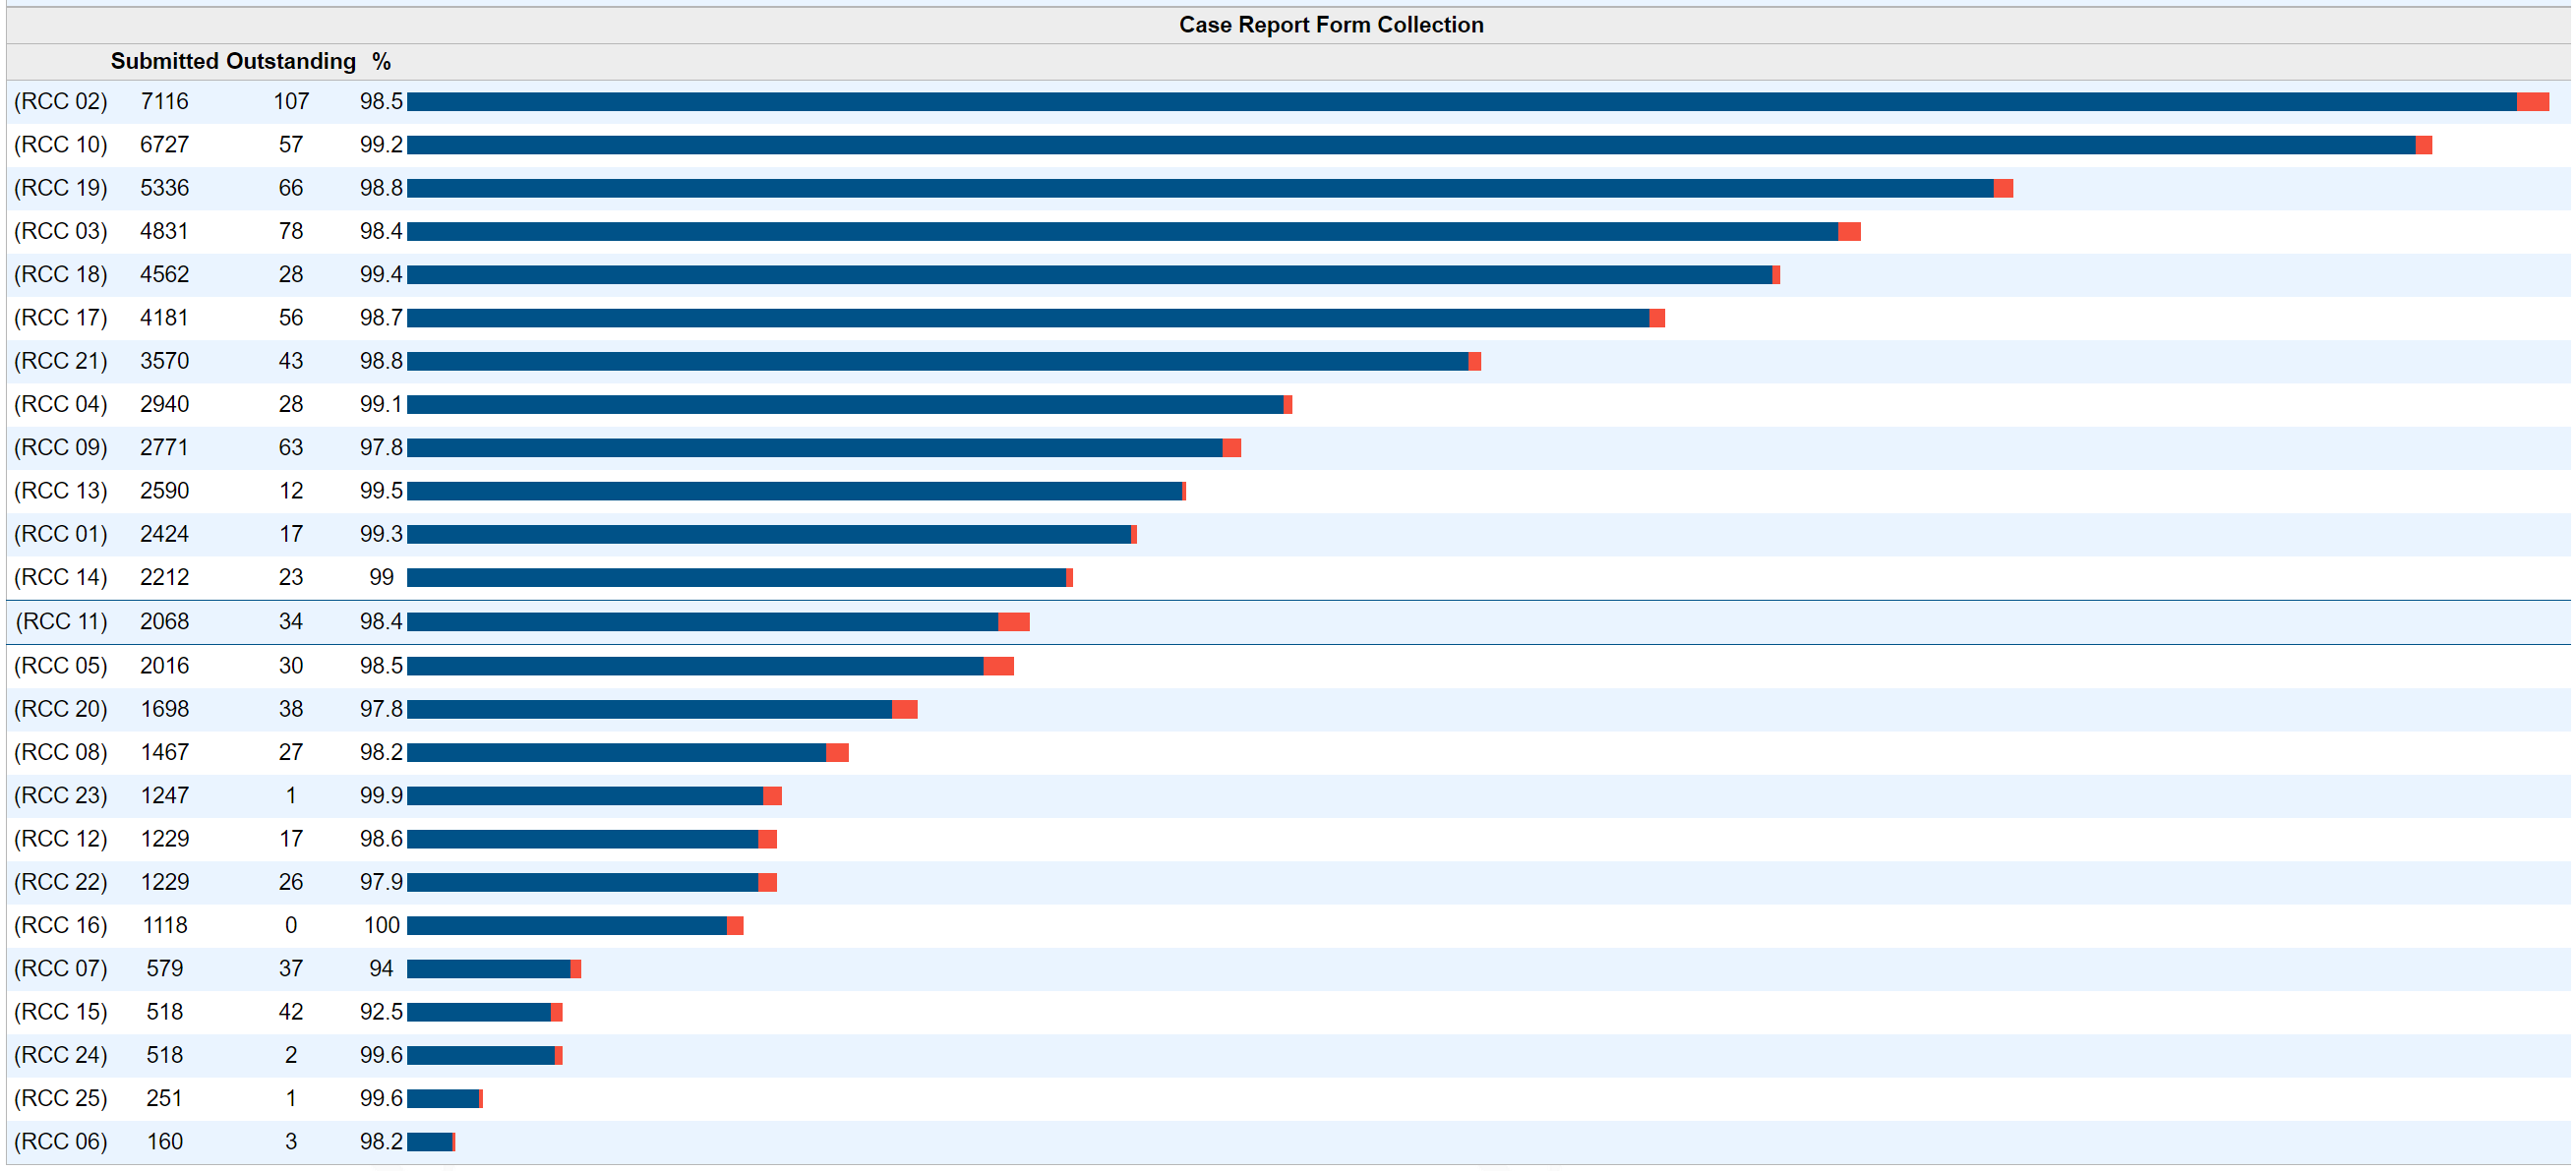 Case Report Form Collection
Submitted Outstanding %
(RCC 02) 7116 107 98.5
(RCC 10) 6727 57 99.2
(RCC 19) 5336 66 98.8
(RCC 03) 4831 78 98.4
(RCC 18) 4562 28 99.4
(RCC 17) 4181 56 98.7
(RCC 21) 3570 43 98.8
(RCC 04) 2940 28 99.1
(RCC 09) 2771 63 97.8
(RCC 13) 2590 12 99.5
(RCC 01) 2424 17 99.3
(RCC 14) 2212 23 99
(RCC 11) 2068 34 98.4
(RCC 05) 2016 30 98.5
(RCC 20) 1698 38 97.8
(RCC 08) 1467 27 98.2
(RCC 23) 1247 1 99.9
(RCC 12) 1229 17 98.6
(RCC 22) 1229 26 97.9
(RCC 16) 1118 0 100
(RCC 07) 579 37 94
(RCC 15) 518 42 92.5
(RCC 24) 518 2 99.6
(RCC 25) 251 1 99.6
(RCC 06) 160 3 98.2